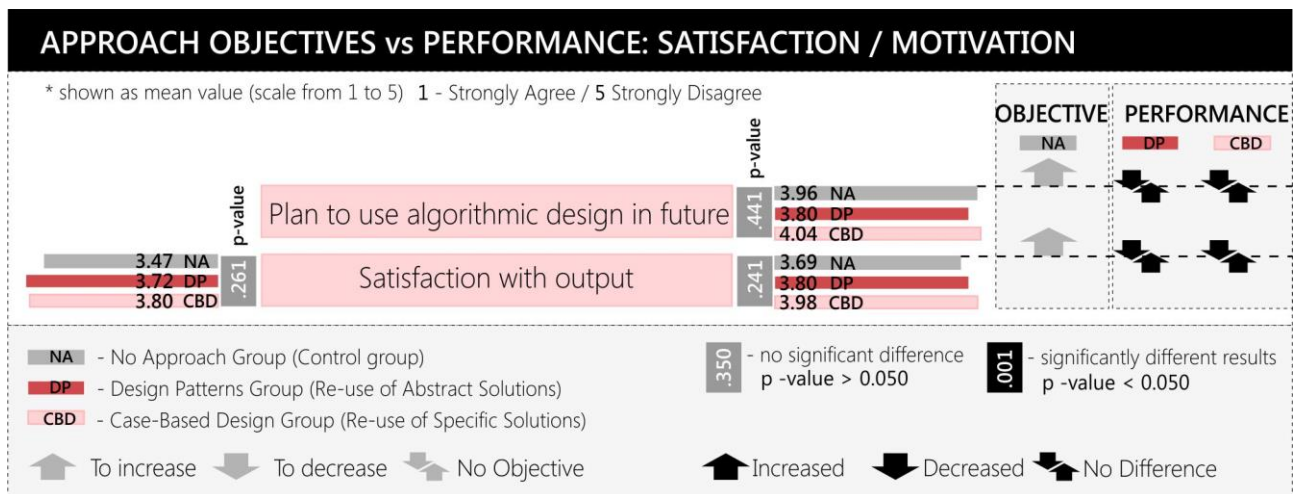 APPROACH OBJECTIVES vs PERFORMANCE: SATISFACTION / MOTIVATION
* shown as mean value (scale from 1 to 5) 1 - Strongly Agree / 5 Strongly Disagree
OBJECTIVE PERFORMANCE
NA DP CBD
p-value
p-value
Plan to use algorithmic design in future
.441
3.96 NA
3.80 DP
4.04 CBD
3.47 NA
3.72 DP
3.80 CBD
.261
Satisfaction with output
.241
3.69 NA
3.80 DP
3.98 CBD
NA - No Approach Group (Control group)
DP - Design Patterns Group (Re-use of Abstract Solutions)
CBD - Case-Based Design Group (Re-use of Specific Solutions)
.350 - no significant difference
p -value > 0.050
.001 - significantly different results
p -value < 0.050
To increase To decrease No Objective
Increased Decreased No Difference